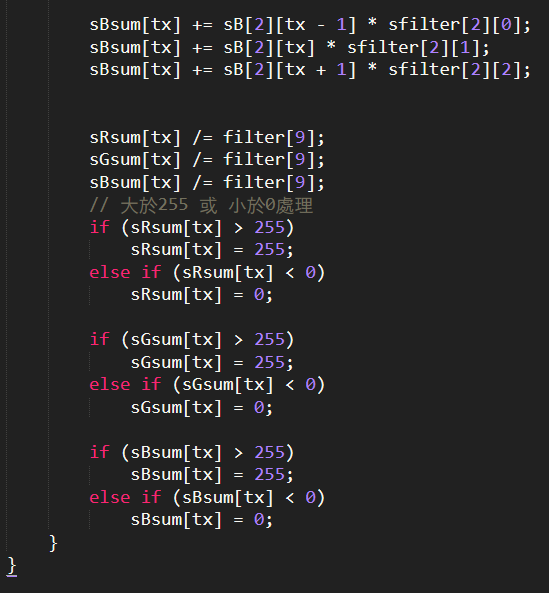 sBsum[tx] += sB[2][tx - 1] * sfilter[2][0];
sBsum[tx] += sB[2][tx] * sfilter[2][1];
sBsum[tx] += sB[2][tx + 1] * sfilter[2][2];
sRsum[tx] /= filter[9];
sGsum[tx] /= filter[9];
sBsum[tx] /= filter[9];
// 大於255 或 小於0處理
if (sRsum[tx] > 255)
sRsum[tx] = 255;
else if (sRsum[tx] < 0)
sRsum[tx] = 0;
if (sGsum[tx] > 255)
sGsum[tx] = 255;
else if (sGsum[tx] < 0)
sGsum[tx] = 0;
if (sBsum[tx] > 255)
sBsum[tx] = 255;
else if (sBsum[tx] < 0)
sBsum[tx] = 0;
}
}